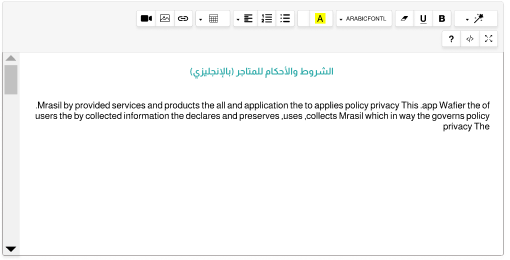 ARABICFONTL
A
U
B
?
الشروط والأحكام للمتاجر (بالإنجليزي)
.Mrasil by provided services and products the all and application the to applies policy privacy This .app Wafier the of
users the by collected information the declares and preserves ,uses ,collects Mrasil which in way the governs policy
privacy The